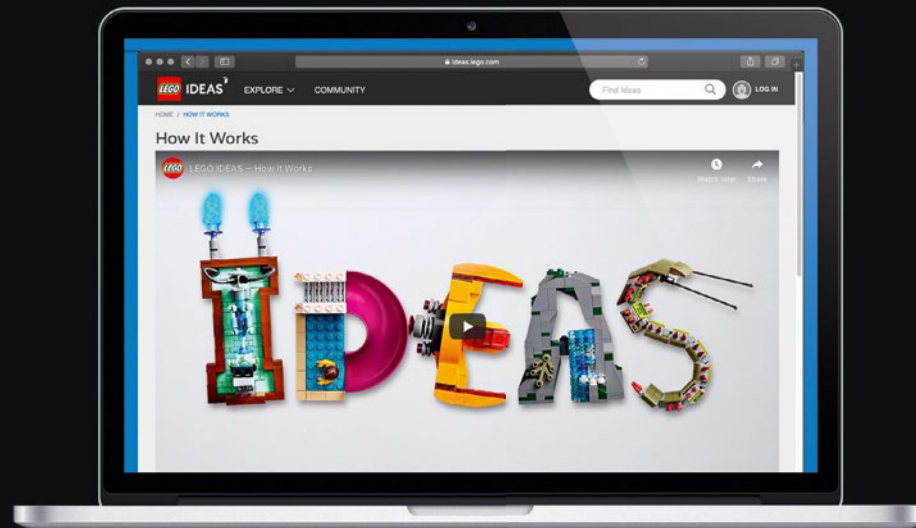 ideas.lego.com
LEGO IDEAS EXPLORE COMMUNITY Find Ideas LOG IN
HOME / HOW IT WORKS
How It Works
LEGO LEGO IDEAS – How It Works Watch later Share
IDEAS